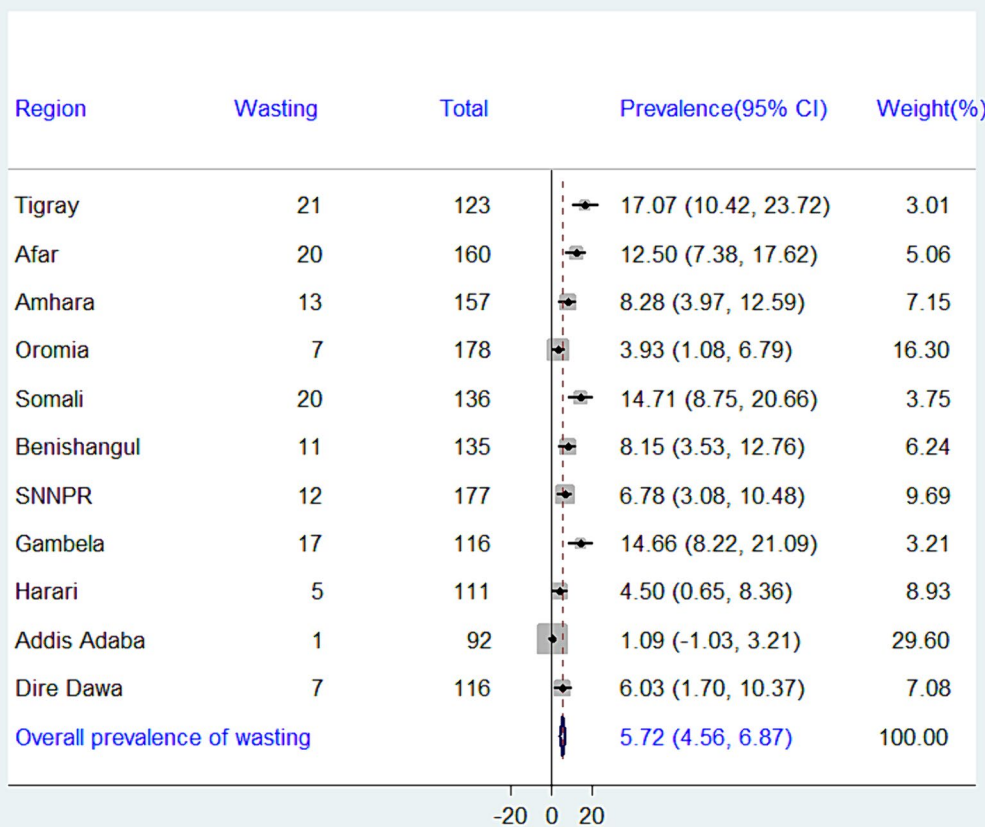 Region Wasting Total Prevalence(95% CI) Weight(%)
Tigray 21 123 17.07 (10.42, 23.72) 3.01
Afar 20 160 12.50 (7.38, 17.62) 5.06
Amhara 13 157 8.28 (3.97, 12.59) 7.15
Oromia 7 178 3.93 (1.08, 6.79) 16.30
Somali 20 136 14.71 (8.75, 20.66) 3.75
Benishangul 11 135 8.15 (3.53, 12.76) 6.24
SNNPR 12 177 6.78 (3.08, 10.48) 9.69
Gambela 17 116 14.66 (8.22, 21.09) 3.21
Harari 5 111 4.50 (0.65, 8.36) 8.93
Addis Adaba 1 92 1.09 (-1.03, 3.21) 29.60
Dire Dawa 7 116 6.03 (1.70, 10.37) 7.08
Overall prevalence of wasting 5.72 (4.56, 6.87) 100.00
-20 0 20